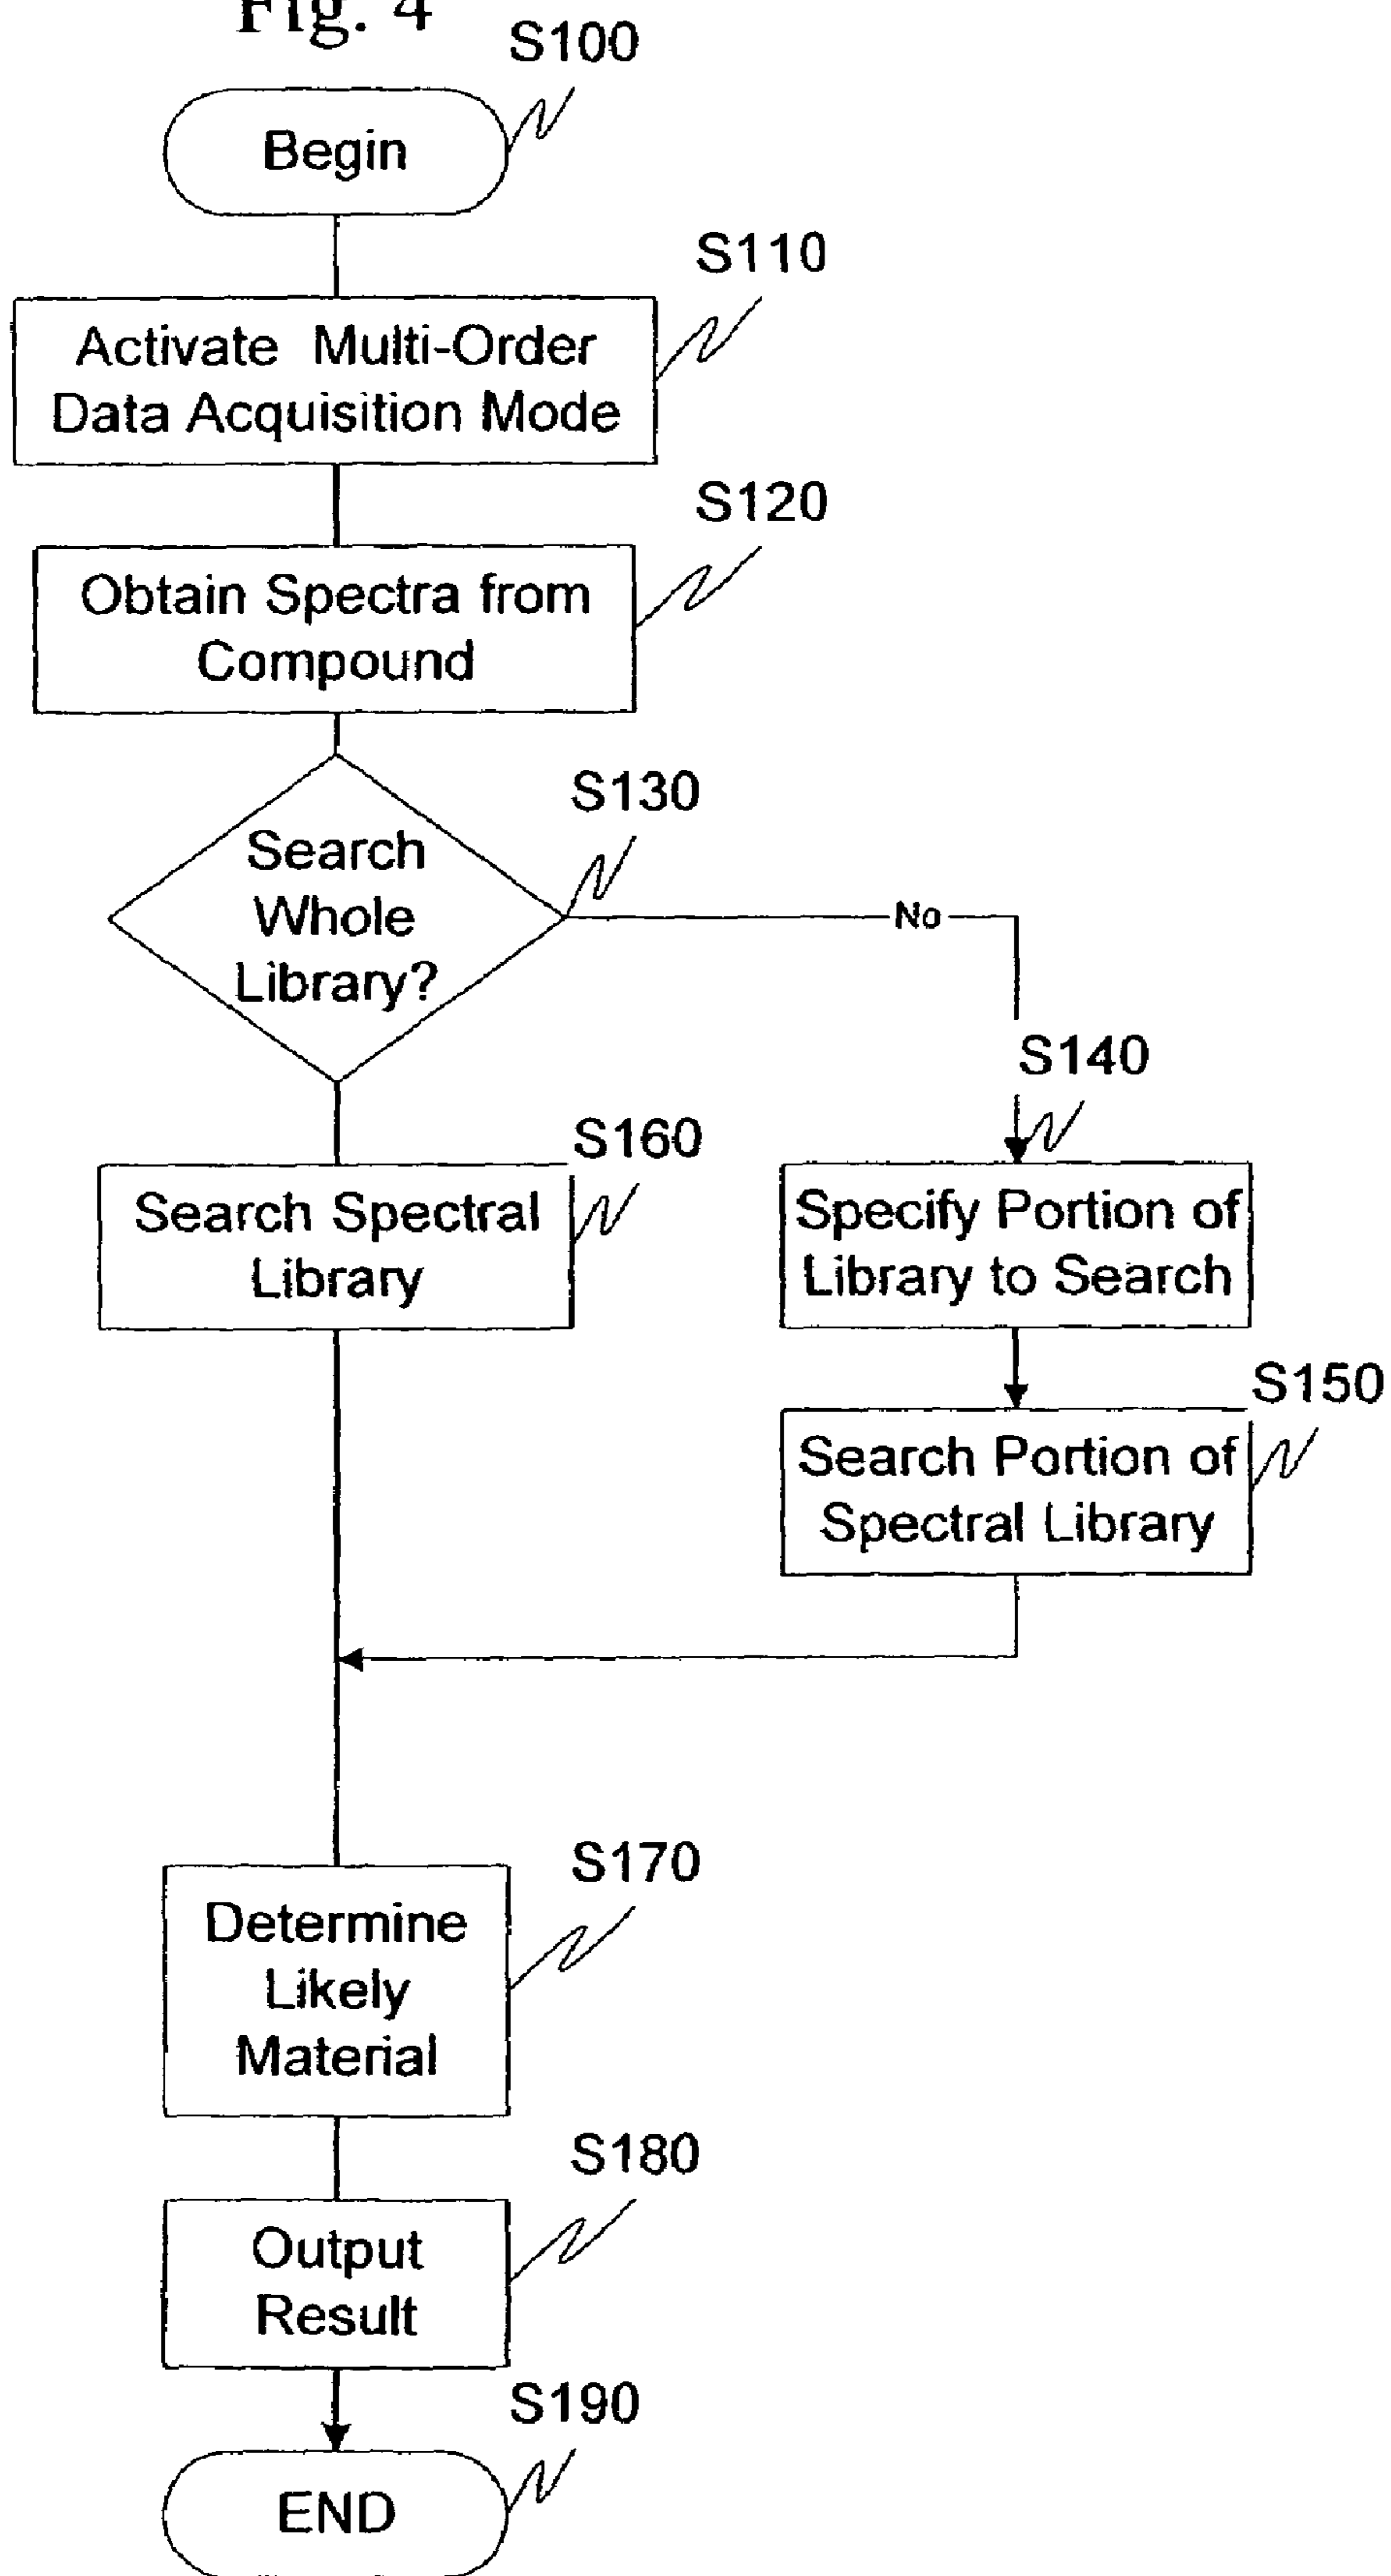 Fig. 4
S100
Begin
S110
Activate Multi-Order
Data Acquisition Mode
S120
Obtain Spectra from
Compound
S130
Search
Whole
Library?
No
S140
S160
Search Spectral
Library
Specify Portion of
Library to Search
S150
Search Portion of
Spectral Library
S170
Determine
Likely
Material
S180
Output
Result
S190
END